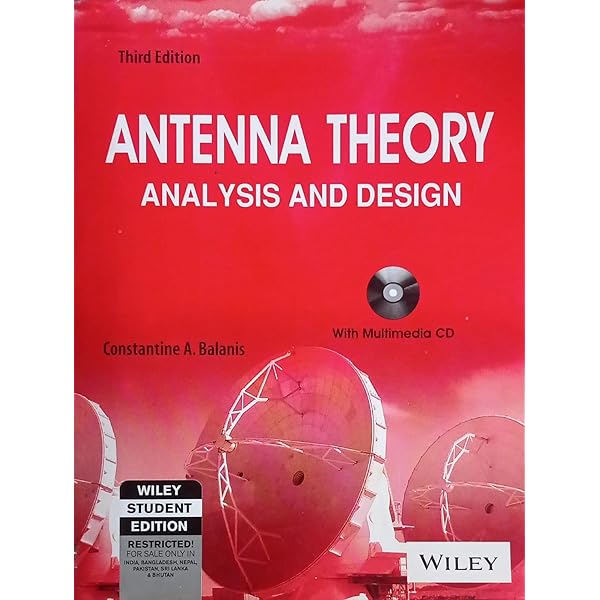 Third Edition
ANTENNA THEORY
ANALYSIS AND DESIGN
With Multimedia CD
Constantine A. Balanis
WILEY
STUDENT
EDITION
RESTRICTED!
FOR SALE ONLY IN
INDIA, BANGLADESH, NEPAL,
PAKISTAN, SRI LANKA
& BHUTAN
WILEY